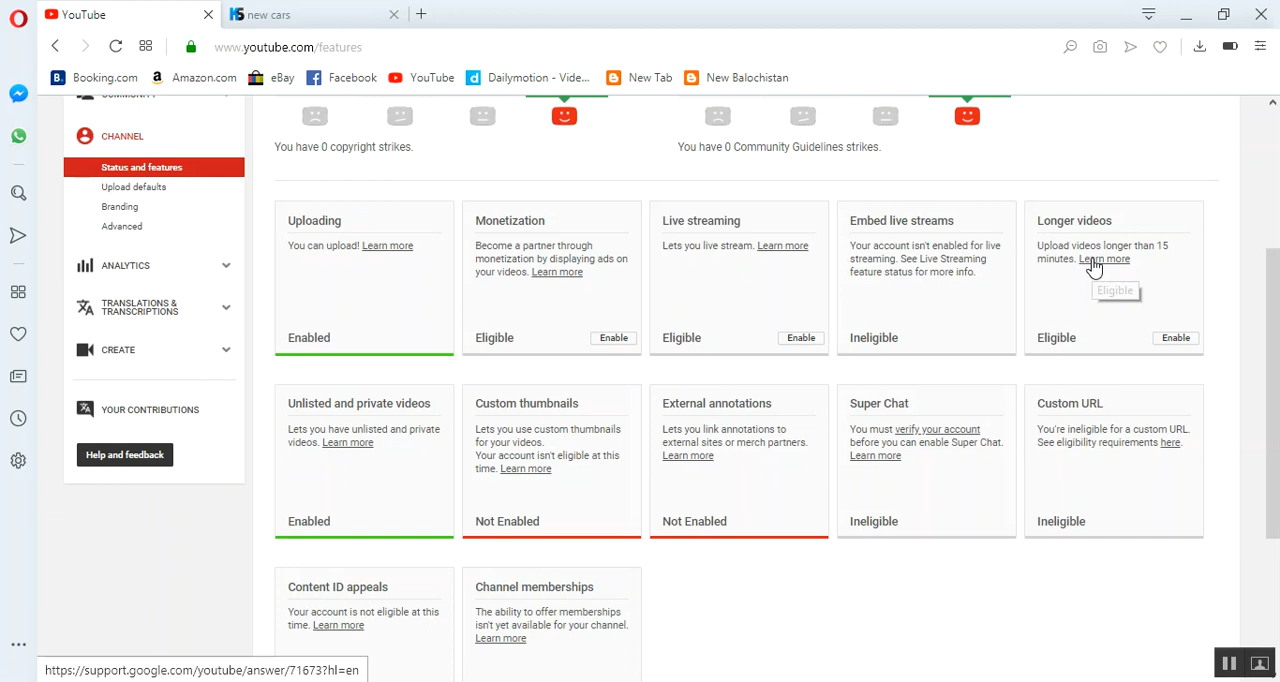 YouTube
new cars
www.youtube.com/features
Booking.com
Amazon.com
eBay
Facebook
YouTube
Dailymotion - Vide...
New Tab
New Balochistan
COMMUNITY
CHANNEL
Status and features
Upload defaults
Branding
Advanced
ANALYTICS
TRANSLATIONS &
TRANSCRIPTIONS
CREATE
YOUR CONTRIBUTIONS
Help and feedback
You have 0 copyright strikes.
You have 0 Community Guidelines strikes.
Uploading
You can upload! Learn more
Enabled
Monetization
Become a partner through
monetization by displaying ads on
your videos. Learn more
Eligible
Enable
Live streaming
Lets you live stream. Learn more
Eligible
Enable
Embed live streams
Your account isn't enabled for live
streaming. See Live Streaming
feature status for more info.
Ineligible
Longer videos
Upload videos longer than 15
minutes. Learn more
Eligible
Eligible
Enable
Unlisted and private videos
Lets you have unlisted and private
videos. Learn more
Enabled
Custom thumbnails
Lets you use custom thumbnails
for your videos.
Your account isn't eligible at this
time. Learn more
Not Enabled
External annotations
Lets you link annotations to
external sites or merch partners.
Learn more
Not Enabled
Super Chat
You must verify your account
before you can enable Super Chat.
Learn more
Ineligible
Custom URL
You're ineligible for a custom URL.
See eligibility requirements here.
Ineligible
Content ID appeals
Your account is not eligible at this
time. Learn more
Channel memberships
The ability to offer memberships
isn't yet available for your channel.
Learn more
https://support.google.com/youtube/answer/71673?hl=en